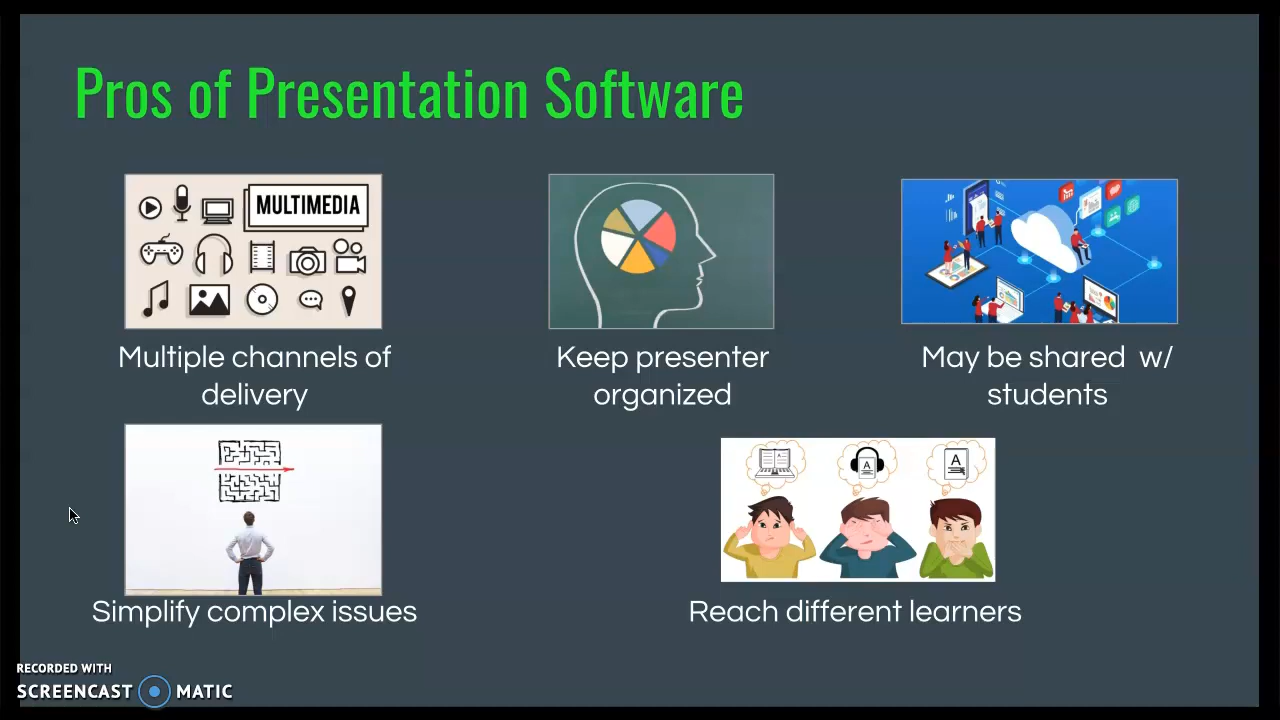 Pros of Presentation Software
MULTIMEDIA
Multiple channels of
delivery
Keep presenter
organized
May be shared w/
students
A
A
A
Simplify complex issues
Reach different learners
RECORDED WITH
SCREENCAST MATIC